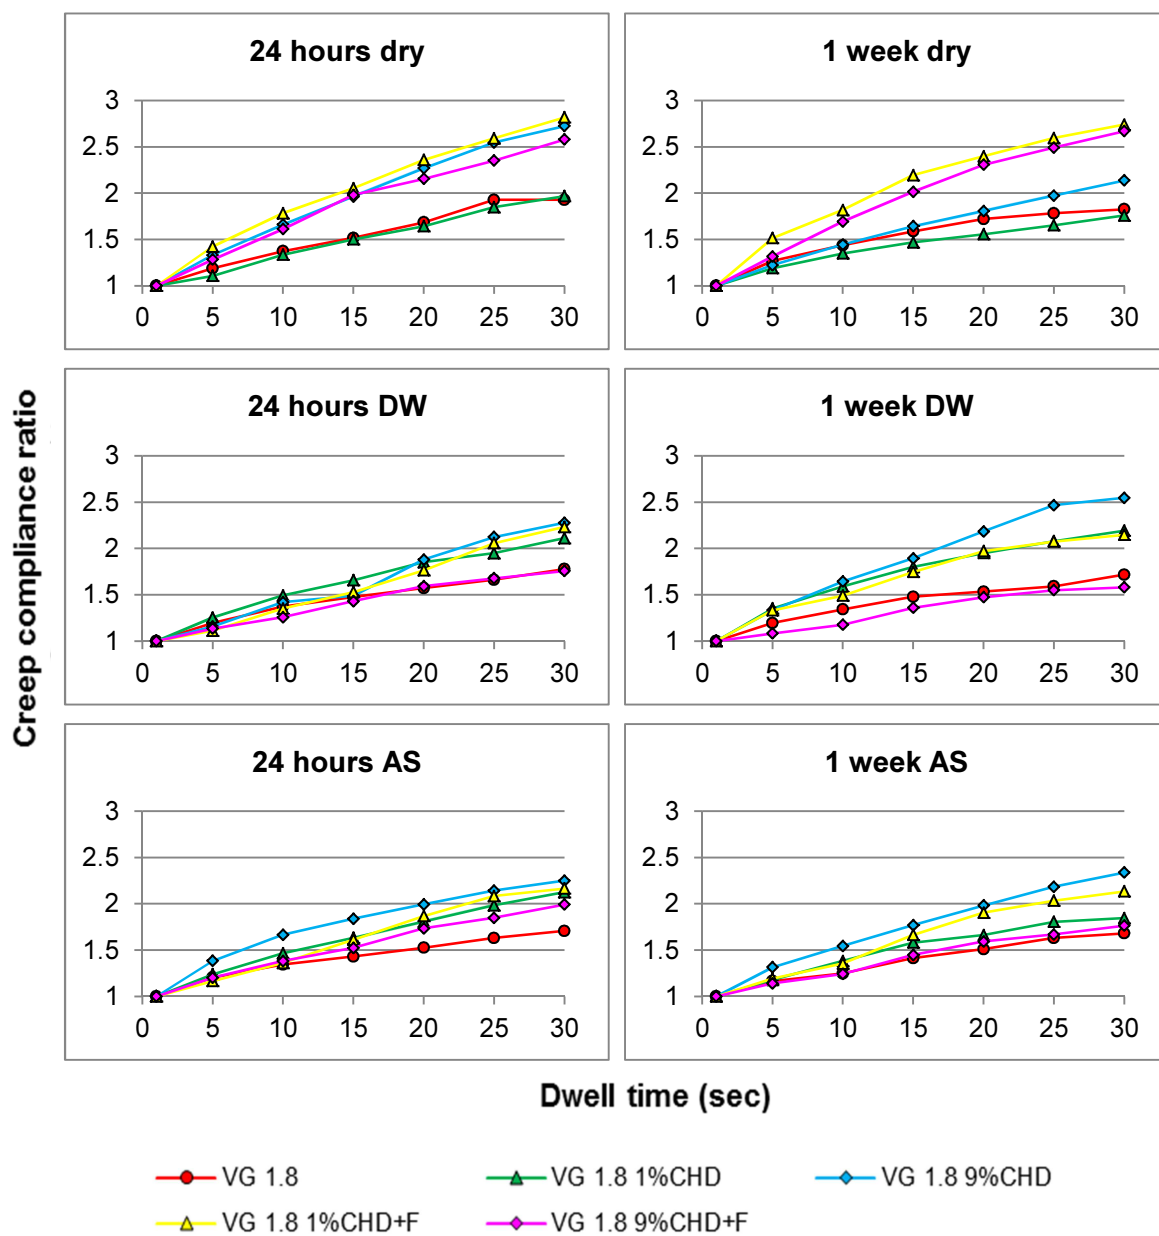 24 hours dry
3
2.5
2
1.5
1
0 5 10 15 20 25 30
1 week dry
3
2.5
2
1.5
1
0 5 10 15 20 25 30
Creep compliance ratio
24 hours DW
3
2.5
2
1.5
1
0 5 10 15 20 25 30
1 week DW
3
2.5
2
1.5
1
0 5 10 15 20 25 30
24 hours AS
3
2.5
2
1.5
1
0 5 10 15 20 25 30
1 week AS
3
2.5
2
1.5
1
0 5 10 15 20 25 30
Dwell time (sec)
VG 1.8
VG 1.8 1%CHD
VG 1.8 9%CHD
VG 1.8 1%CHD+F
VG 1.8 9%CHD+F